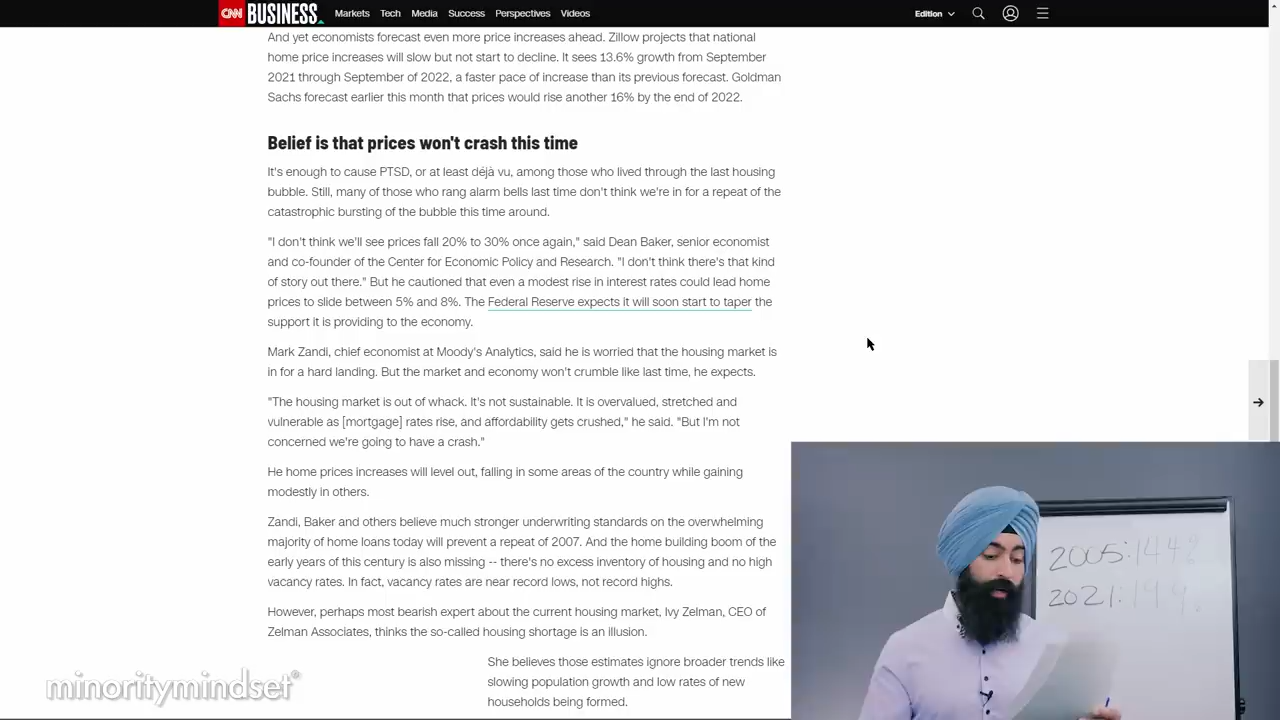 CNN BUSINESS Markets Tech Media Success Perspectives Videos Edition
And yet economists forecast even more price increases ahead. Zillow projects that national
home price increases will slow but not start to decline. It sees 13.6% growth from September
2021 through September of 2022, a faster pace of increase than its previous forecast. Goldman
Sachs forecast earlier this month that prices would rise another 16% by the end of 2022.
Belief is that prices won't crash this time
It's enough to cause PTSD, or at least déjà vu, among those who lived through the last housing
bubble. Still, many of those who rang alarm bells last time don't think we're in for a repeat of the
catastrophic bursting of the bubble this time around.
"I don't think we'll see prices fall 20% to 30% once again," said Dean Baker, senior economist
and co-founder of the Center for Economic Policy and Research. "I don't think there's that kind
of story out there." But he cautioned that even a modest rise in interest rates could lead home
prices to slide between 5% and 8%. The Federal Reserve expects it will soon start to taper the
support it is providing to the economy.
Mark Zandi, chief economist at Moody's Analytics, said he is worried that the housing market is
in for a hard landing. But the market and economy won't crumble like last time, he expects.
"The housing market is out of whack. It's not sustainable. It is overvalued, stretched and
vulnerable as [mortgage] rates rise, and affordability gets crushed," he said. "But I'm not
concerned we're going to have a crash."
He home prices increases will level out, falling in some areas of the country while gaining
modestly in others.
Zandi, Baker and others believe much stronger underwriting standards on the overwhelming
majority of home loans today will prevent a repeat of 2007. And the home building boom of the
early years of this century is also missing -- there's no excess inventory of housing and no high
vacancy rates. In fact, vacancy rates are near record lows, not record highs.
However, perhaps most bearish expert about the current housing market, Ivy Zelman, CEO of
Zelman Associates, thinks the so-called housing shortage is an illusion.
She believes those estimates ignore broader trends like
slowing population growth and low rates of new
households being formed.
minoritymindset®
2005:
2021: